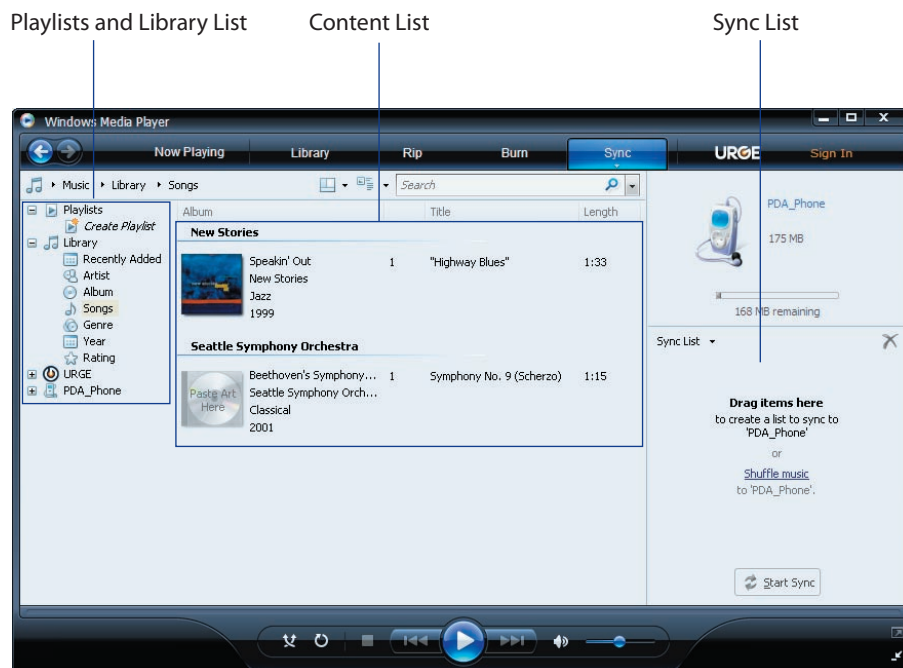 Playlists and Library List Content List Sync List
Windows Media Player
Now Playing Library Rip Burn Sync URGE Sign In
Music Library Songs Search
Playlists
Create Playlist
Library
Recently Added
Artist
Album
Songs
Genre
Year
Rating
URGE
PDA_Phone
Album Title Length
New Stories
Speakin' Out 1 "Highway Blues" 1:33
New Stories
Jazz
1999
Seattle Symphony Orchestra
Paste Art
Here
Beethoven's Symphony... 1 Symphony No. 9 (Scherzo) 1:15
Seattle Symphony Orch...
Classical
2001
PDA_Phone
175 MB
168 MB remaining
Sync List
Drag items here
to create a list to sync to
'PDA_Phone'
or
Shuffle music
to 'PDA_Phone'.
Start Sync